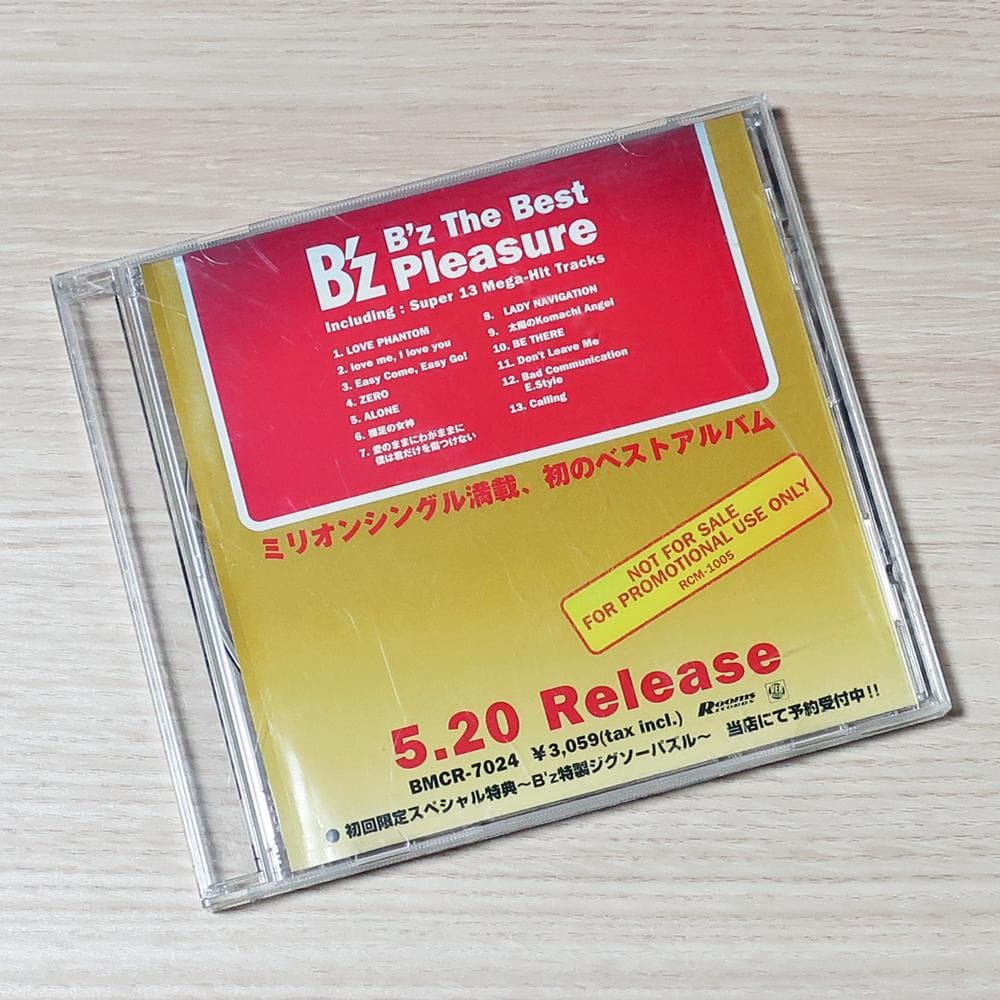 B'z
B'z The Best
Pleasure
Including : Super 13 Mega-Hit Tracks
1. LOVE PHANTOM
2. love me, I love you
3. Easy Come, Easy Go!
4. ZERO
5. ALONE
6. 裸足の女神
7. 愛のままにわがままに
僕は君だけを傷つけない
8. LADY NAVIGATION
9. 太陽のKomachi Angel
10. BE THERE
11. Don't Leave Me
12. Bad Communication
E.Style
13. Calling
ミリオンシングル満載、初のベストアルバム
NOT FOR SALE
FOR PROMOTIONAL USE ONLY
RCM-1005
5.20 Release
BMCR-7024 ¥3,059(tax incl.) Rooms RECORDS
●初回限定スペシャル特典〜B'z特製ジグソーパズル〜 当店にて予約受付中!!